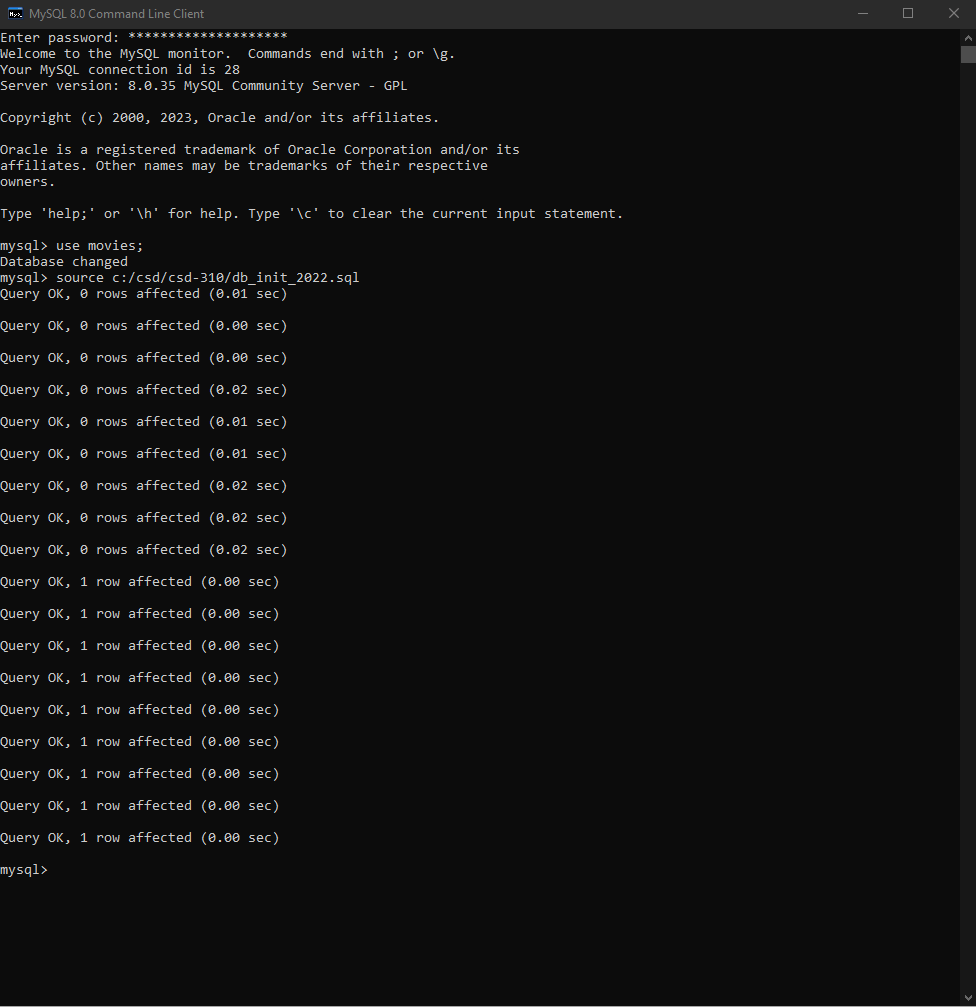 MySQL 8.0 Command Line Client
Enter password: ********************
Welcome to the MySQL monitor.  Commands end with ; or \g.
Your MySQL connection id is 28
Server version: 8.0.35 MySQL Community Server - GPL
Copyright (c) 2000, 2023, Oracle and/or its affiliates.
Oracle is a registered trademark of Oracle Corporation and/or its
affiliates. Other names may be trademarks of their respective
owners.
Type 'help;' or '\h' for help. Type '\c' to clear the current input statement.
mysql> use movies;
Database changed
mysql> source c:/csd/csd-310/db_init_2022.sql
Query OK, 0 rows affected (0.01 sec)
Query OK, 0 rows affected (0.00 sec)
Query OK, 0 rows affected (0.00 sec)
Query OK, 0 rows affected (0.02 sec)
Query OK, 0 rows affected (0.01 sec)
Query OK, 0 rows affected (0.01 sec)
Query OK, 0 rows affected (0.02 sec)
Query OK, 0 rows affected (0.02 sec)
Query OK, 0 rows affected (0.02 sec)
Query OK, 1 row affected (0.00 sec)
Query OK, 1 row affected (0.00 sec)
Query OK, 1 row affected (0.00 sec)
Query OK, 1 row affected (0.00 sec)
Query OK, 1 row affected (0.00 sec)
Query OK, 1 row affected (0.00 sec)
Query OK, 1 row affected (0.00 sec)
Query OK, 1 row affected (0.00 sec)
Query OK, 1 row affected (0.00 sec)
mysql>